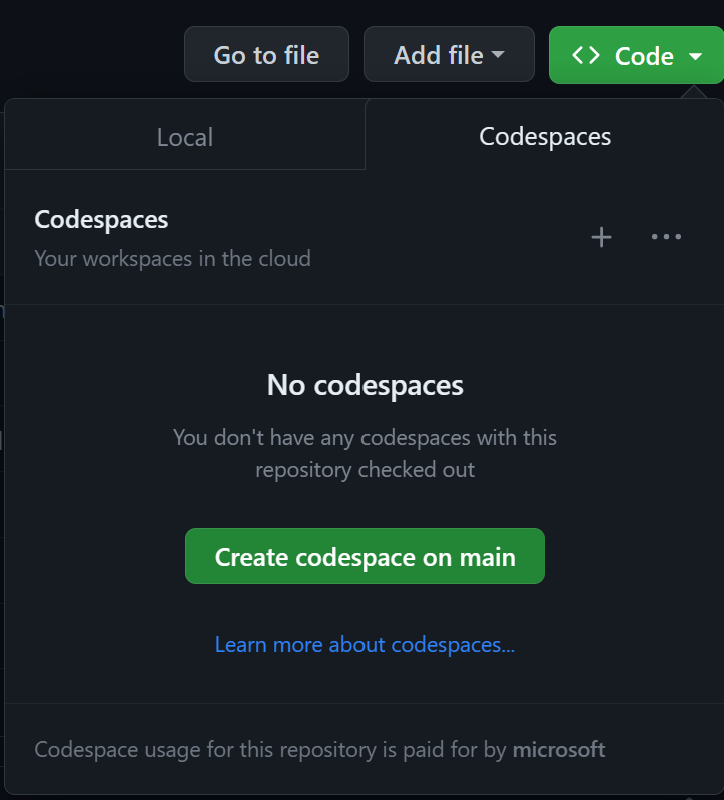 Go to file
Add file
Code
Local
Codespaces
Codespaces
Your workspaces in the cloud
No codespaces
You don't have any codespaces with this
repository checked out
Create codespace on main
Learn more about codespaces...
Codespace usage for this repository is paid for by microsoft